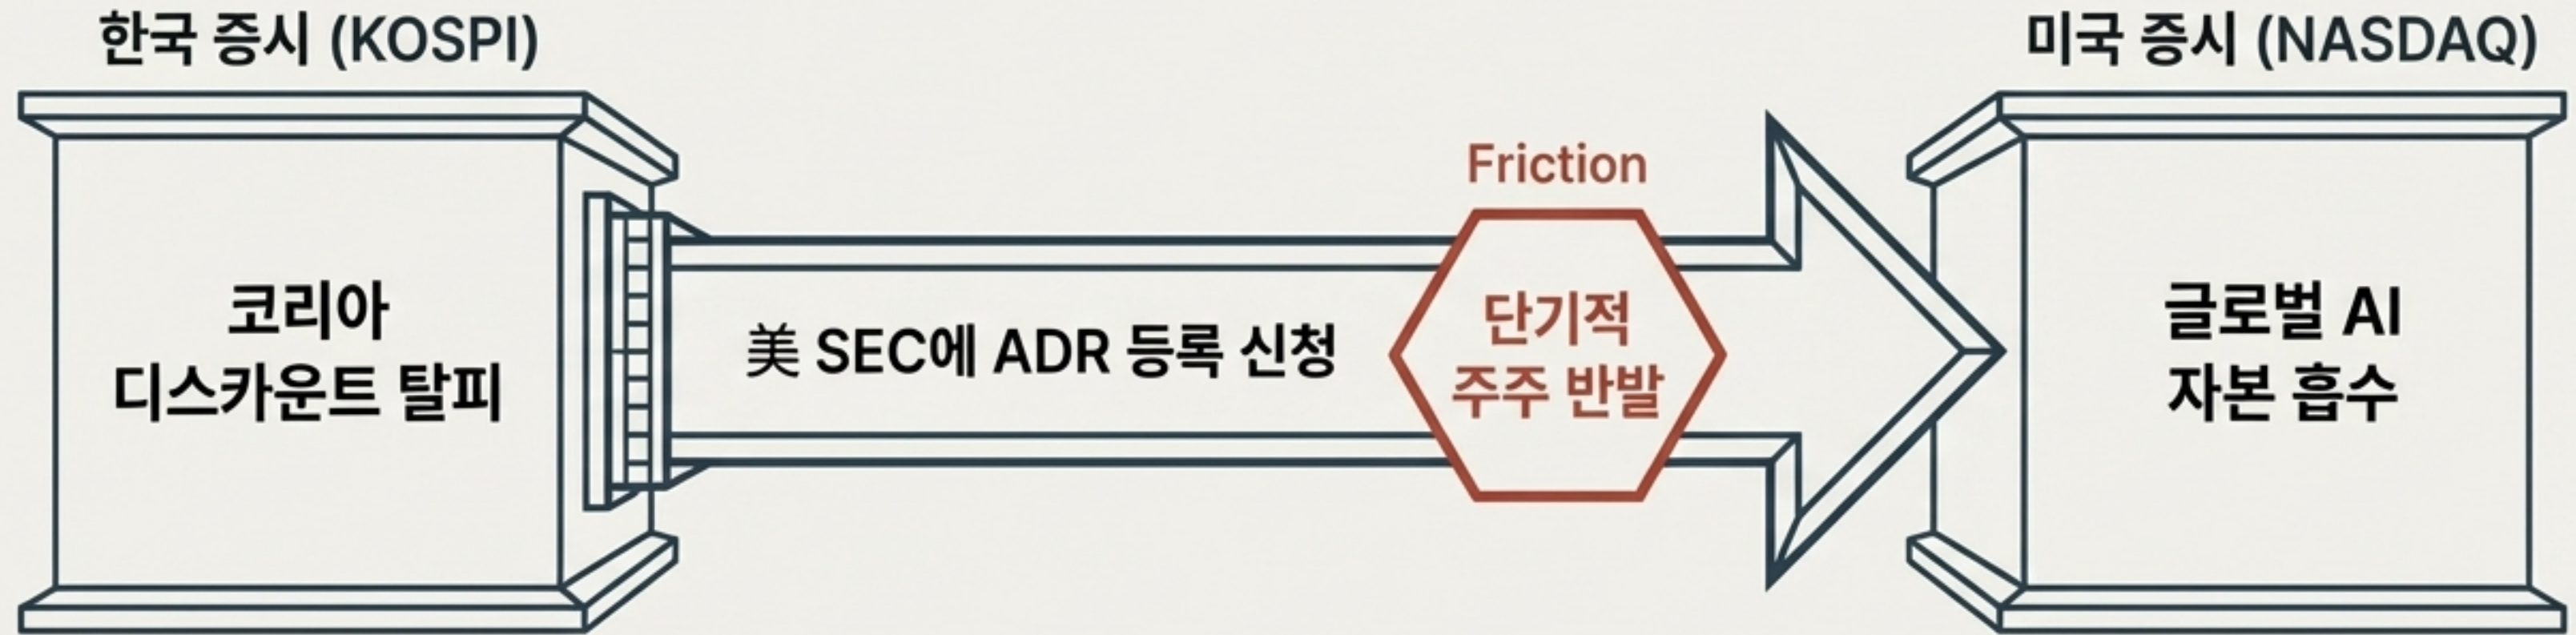 한국 증시 (KOSPI)
미국 증시 (NASDAQ)
코리아
디스카운트 탈피
美 SEC에 ADR 등록 신청
Friction
단기적
주주 반발
글로벌 AI
자본 흡수